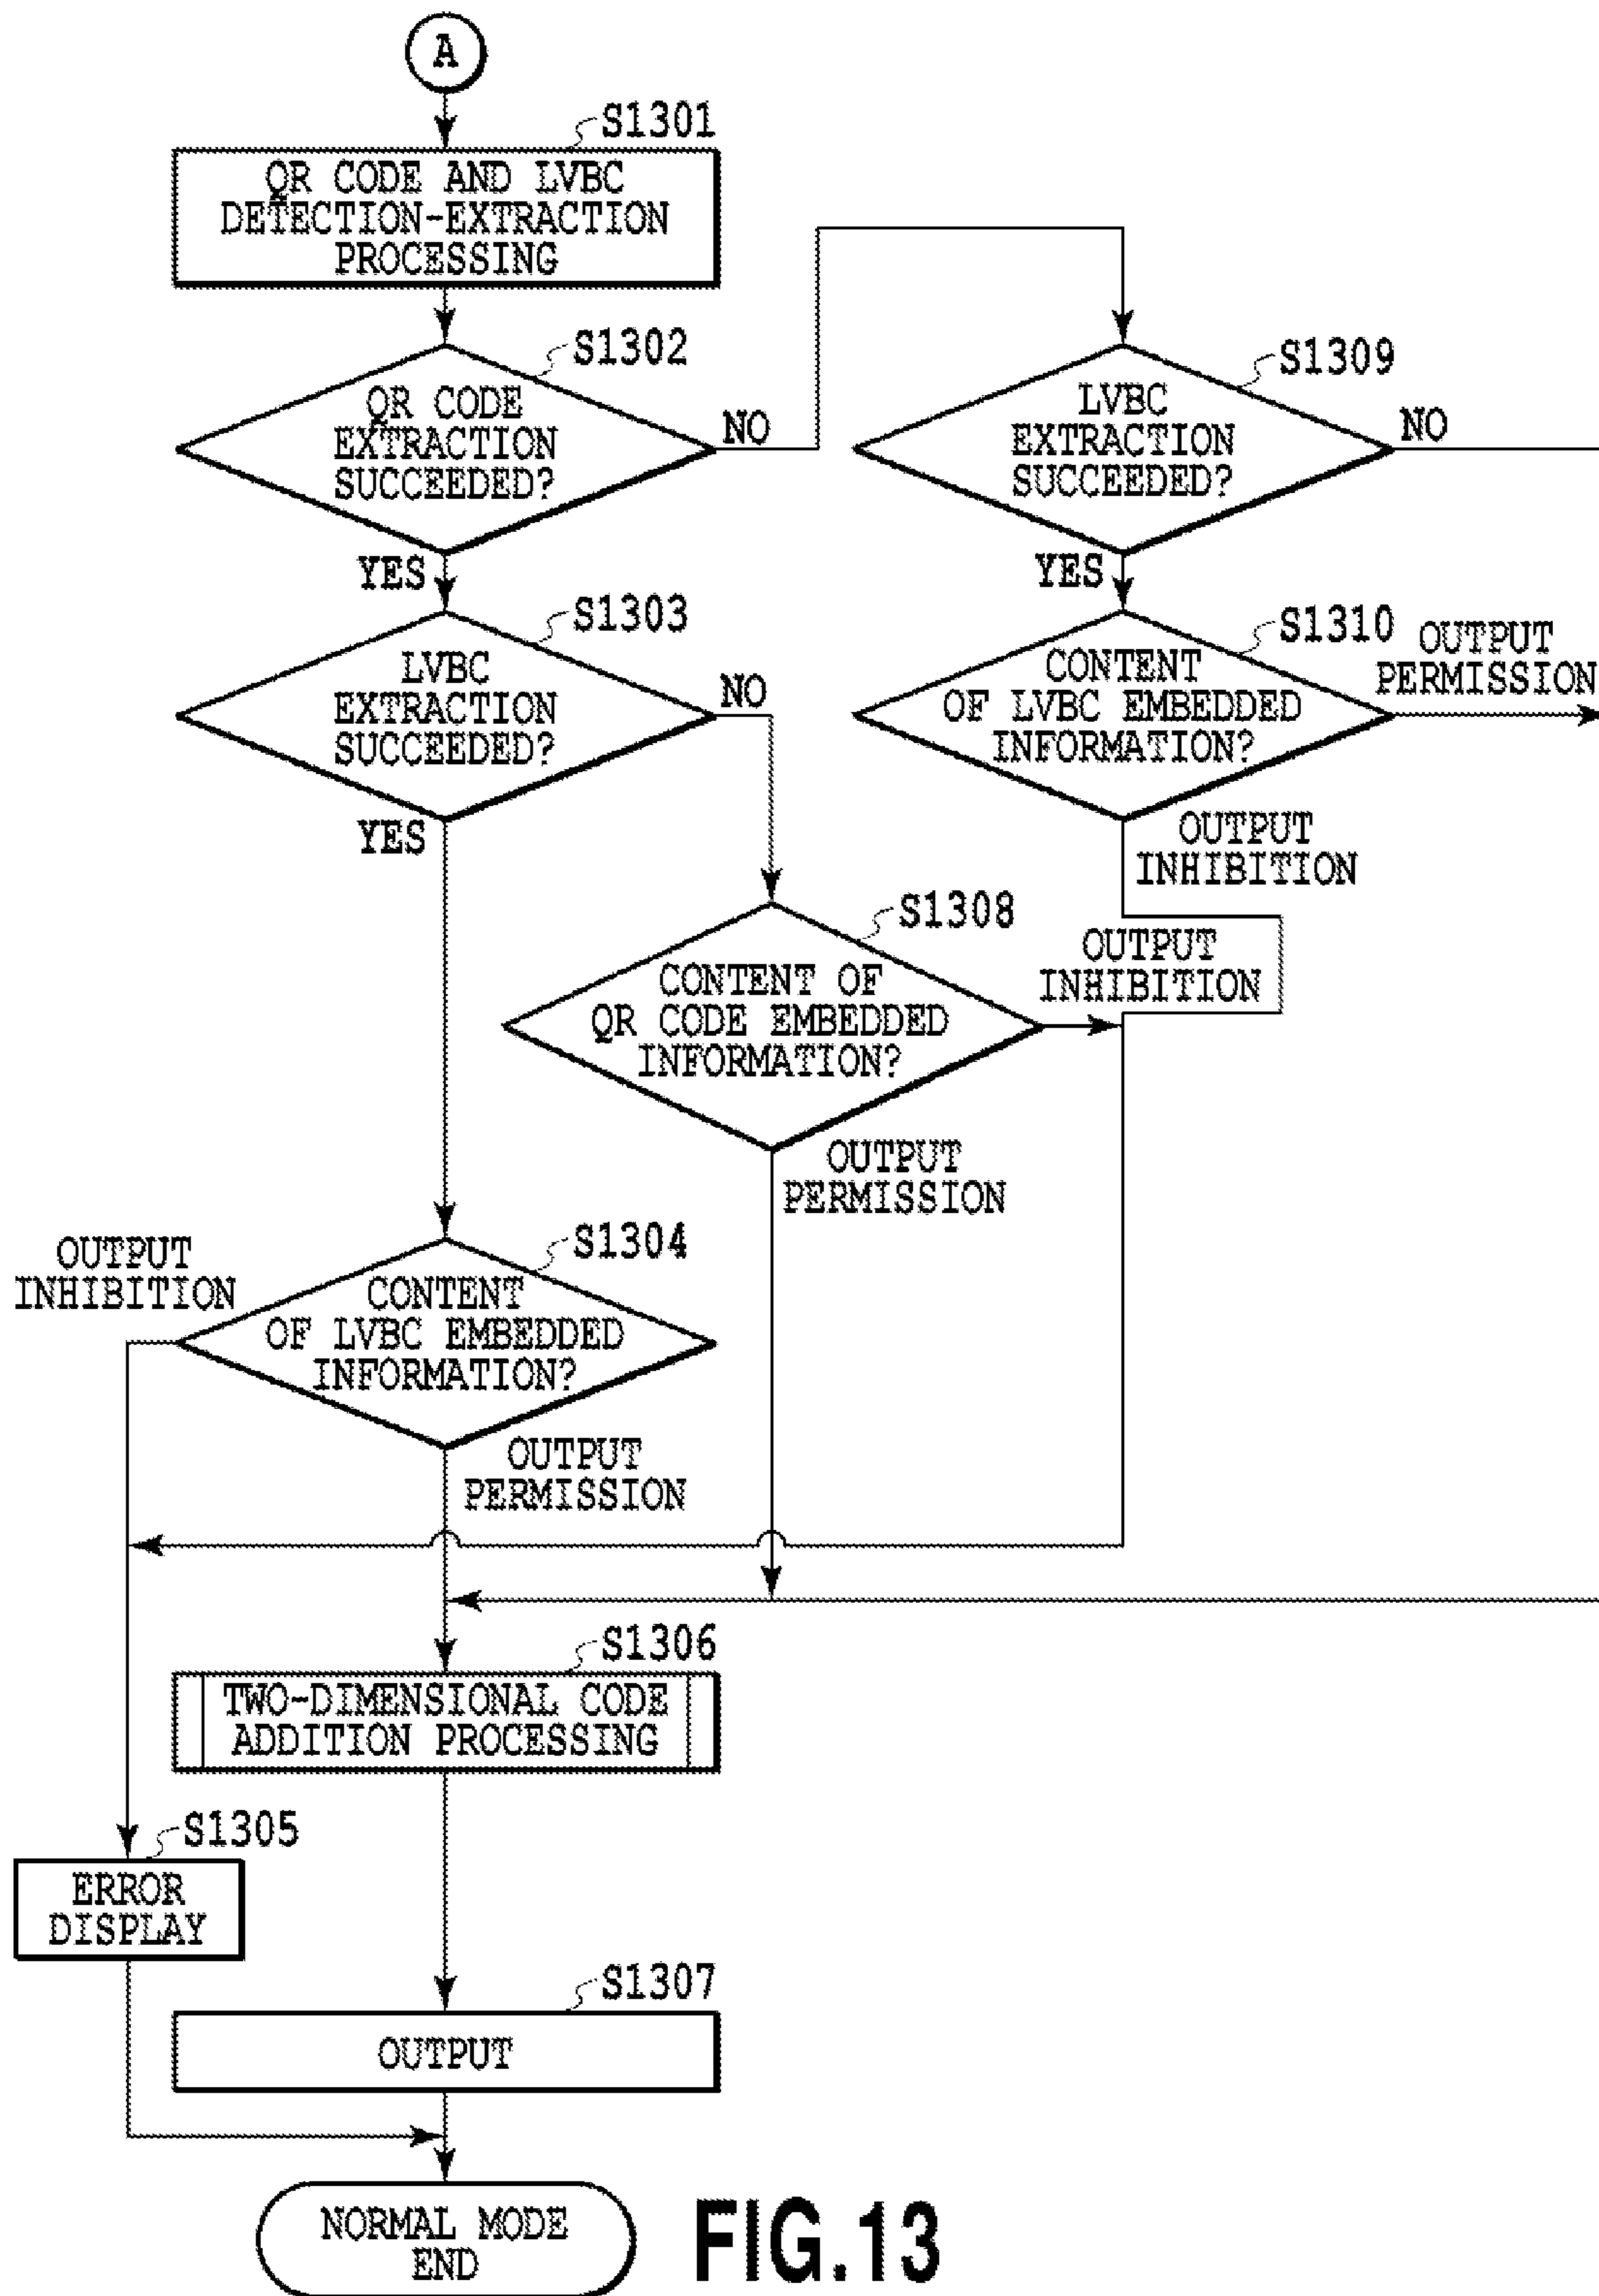 A
S1301
QR CODE AND LVBC
DETECTION-EXTRACTION
PROCESSING
S1302
QR CODE
EXTRACTION
SUCCEEDED?
NO
YES
S1309
LVBC
EXTRACTION
SUCCEEDED?
NO
YES
S1303
LVBC
EXTRACTION
SUCCEEDED?
NO
YES
S1310
CONTENT
OF LVBC EMBEDDED
INFORMATION?
OUTPUT
PERMISSION
OUTPUT
INHIBITION
S1308
CONTENT OF
QR CODE EMBEDDED
INFORMATION?
OUTPUT
INHIBITION
OUTPUT
PERMISSION
S1304
OUTPUT
INHIBITION
CONTENT
OF LVBC EMBEDDED
INFORMATION?
OUTPUT
PERMISSION
S1306
TWO-DIMENSIONAL CODE
ADDITION PROCESSING
S1305
ERROR
DISPLAY
S1307
OUTPUT
NORMAL MODE
END
FIG.13